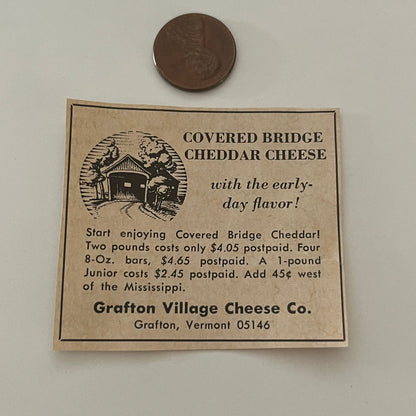 COVERED BRIDGE
CHEDDAR CHEESE
with the early-
day flavor!
Start enjoying Covered Bridge Cheddar!
Two pounds costs only $4.05 postpaid. Four
8-Oz. bars, $4.65 postpaid. A 1-pound
Junior costs $2.45 postpaid. Add 45¢ west
of the Mississippi.
Grafton Village Cheese Co.
Grafton, Vermont 05146